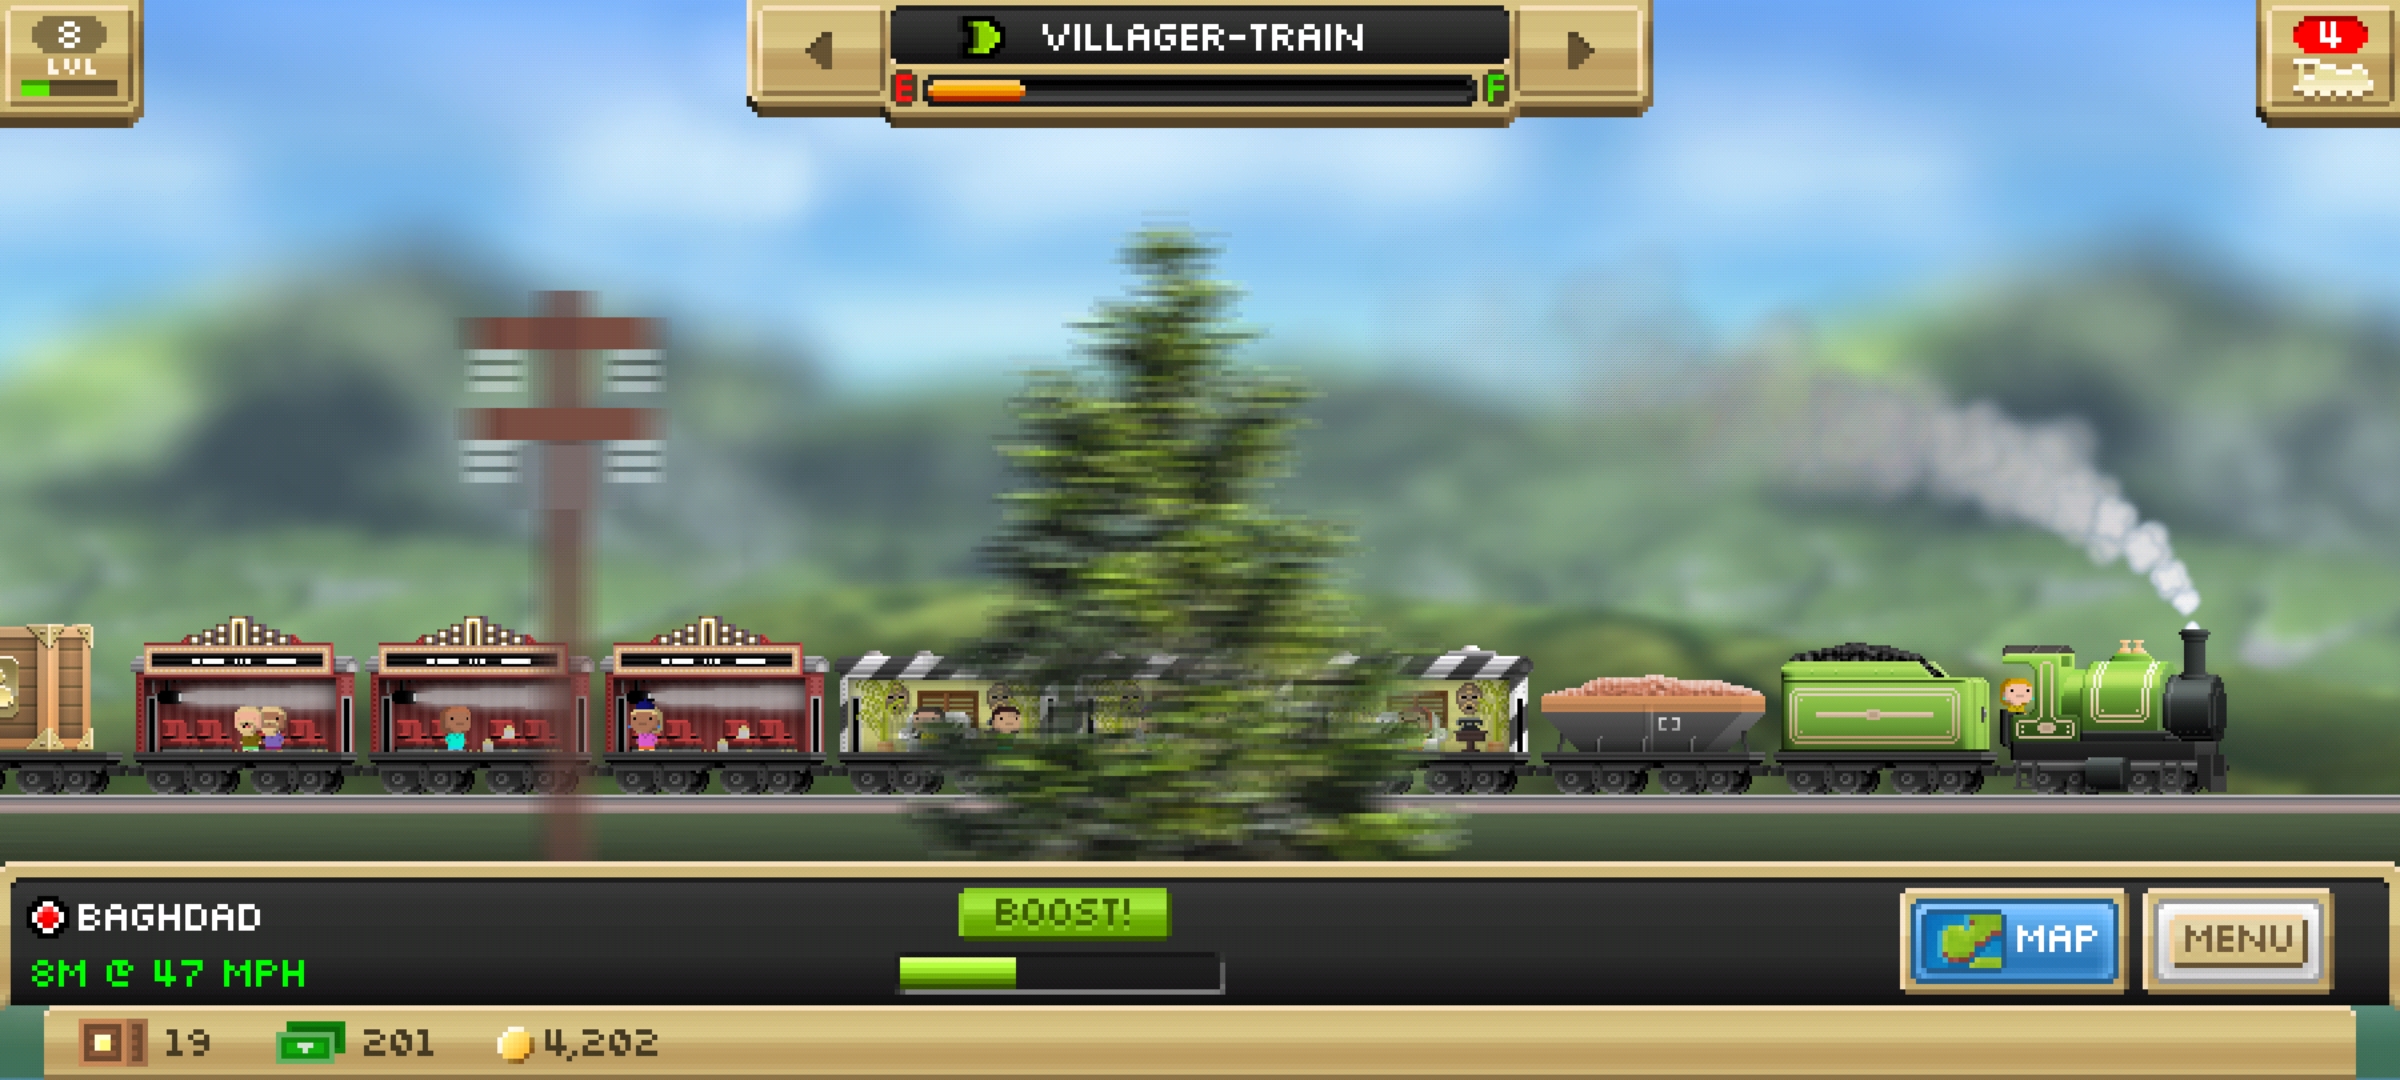 8
LVL
VILLAGER-TRAIN
E
F
4
BAGHDAD
8M @ 47 MPH
BOOST!
MAP
MENU
19
201
4,202